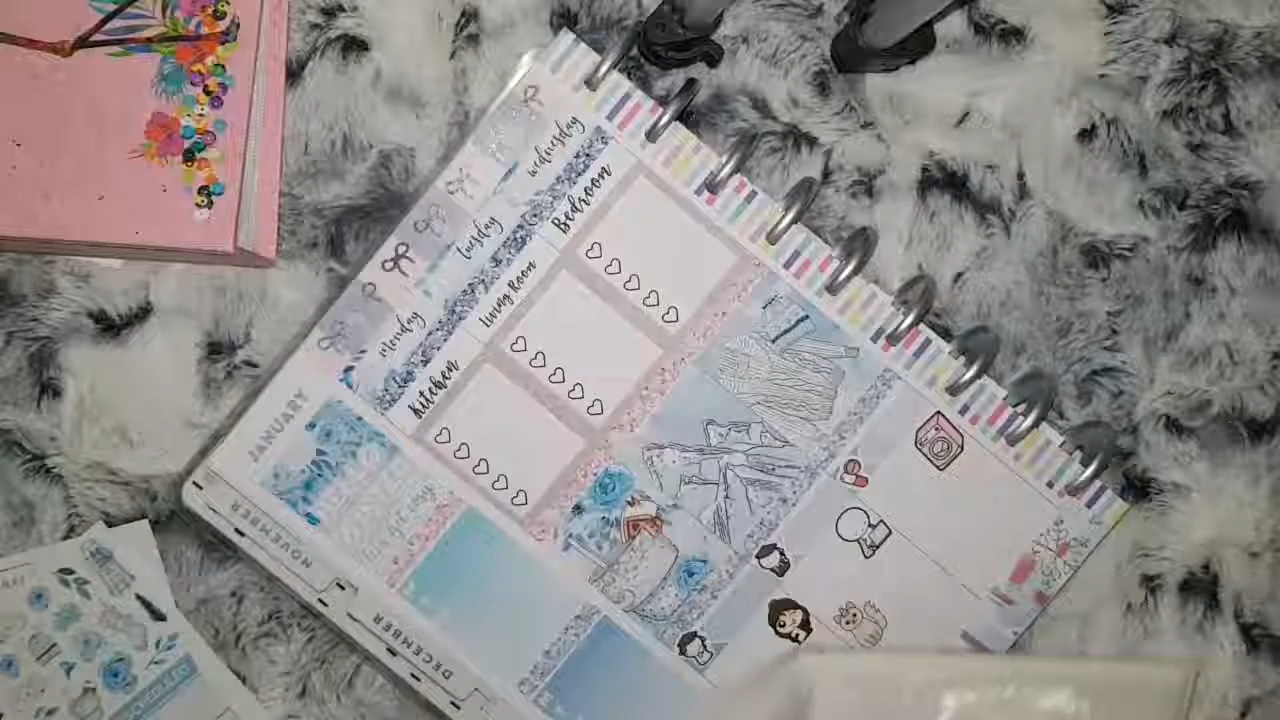 JANUARY
monday
tuesday
wednesday
Kitchen
Living Room
Bedroom
NOVEMBER
DECEMBER